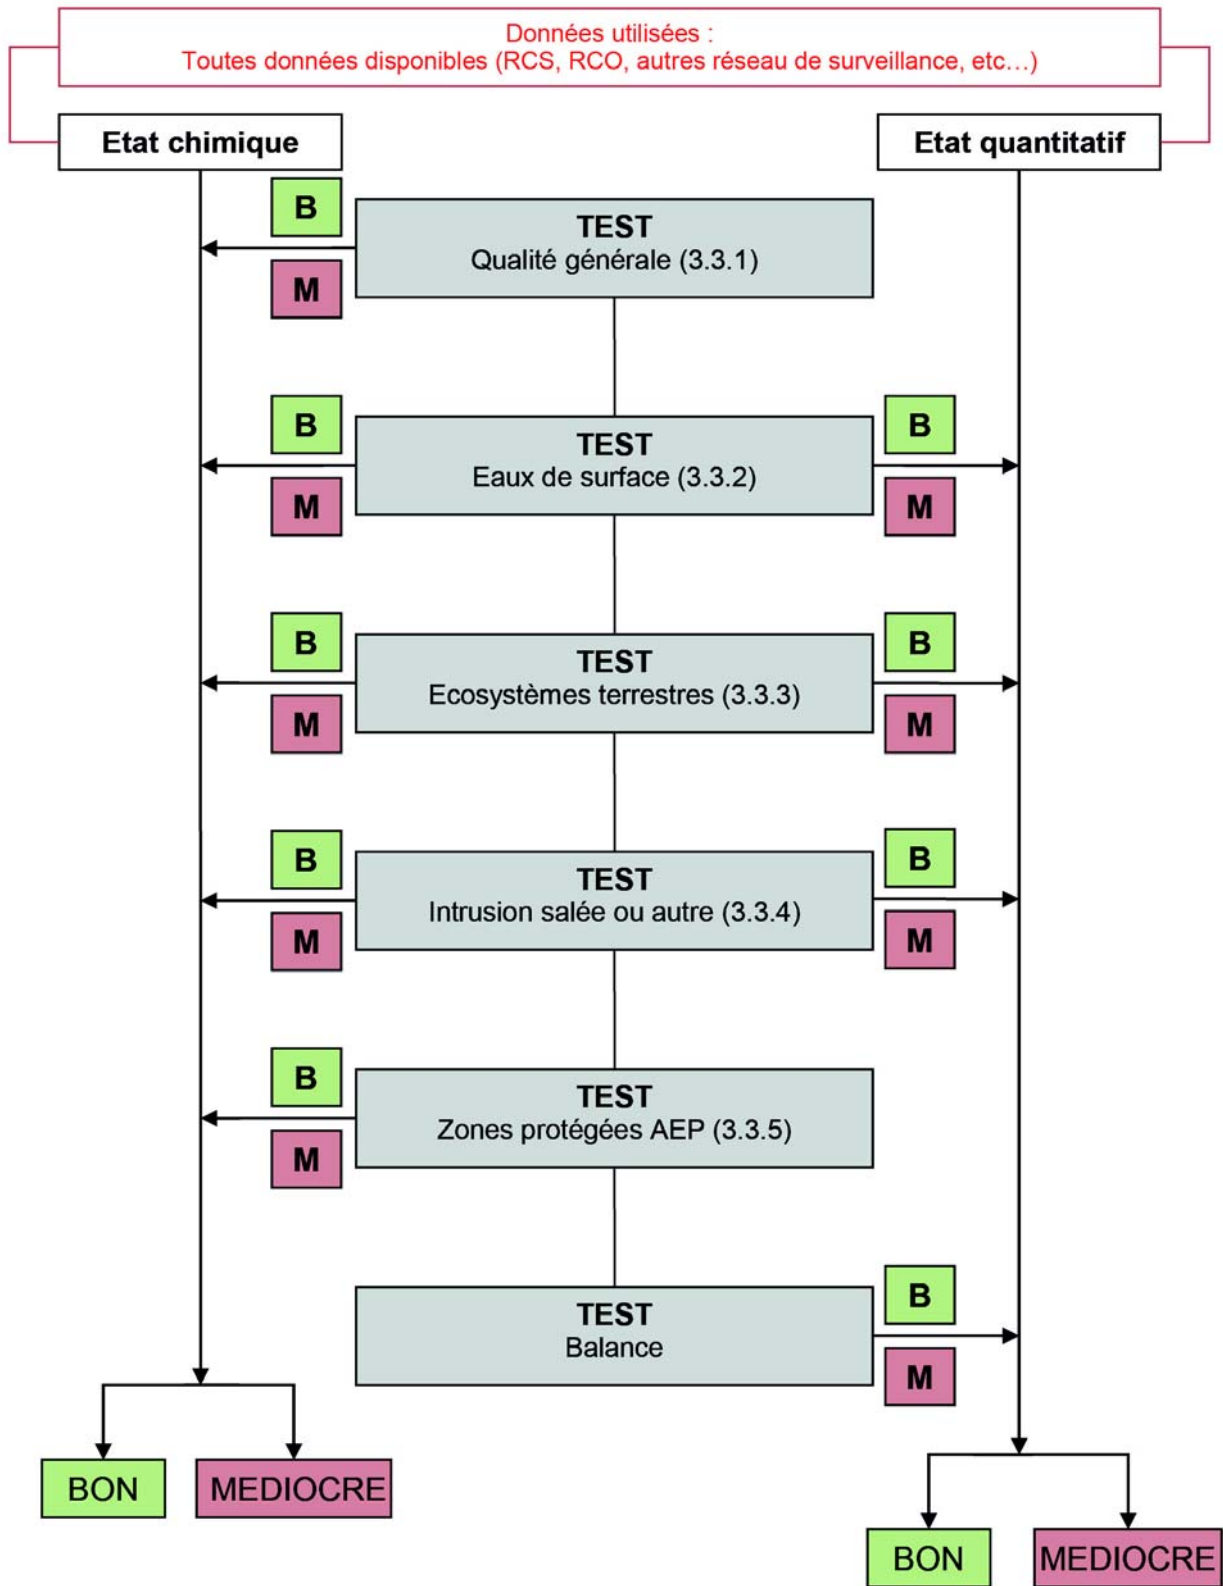 Données utilisées :
Toutes données disponibles (RCS, RCO, autres réseau de surveillance, etc…)
Etat chimique
Etat quantitatif
B
TEST
Qualité générale (3.3.1)
M
B
TEST
Eaux de surface (3.3.2)
B
M
M
B
TEST
Ecosystèmes terrestres (3.3.3)
B
M
M
B
TEST
Intrusion salée ou autre (3.3.4)
B
M
M
B
TEST
Zones protégées AEP (3.3.5)
M
TEST
Balance
B
M
BON
MEDIOCRE
BON
MEDIOCRE